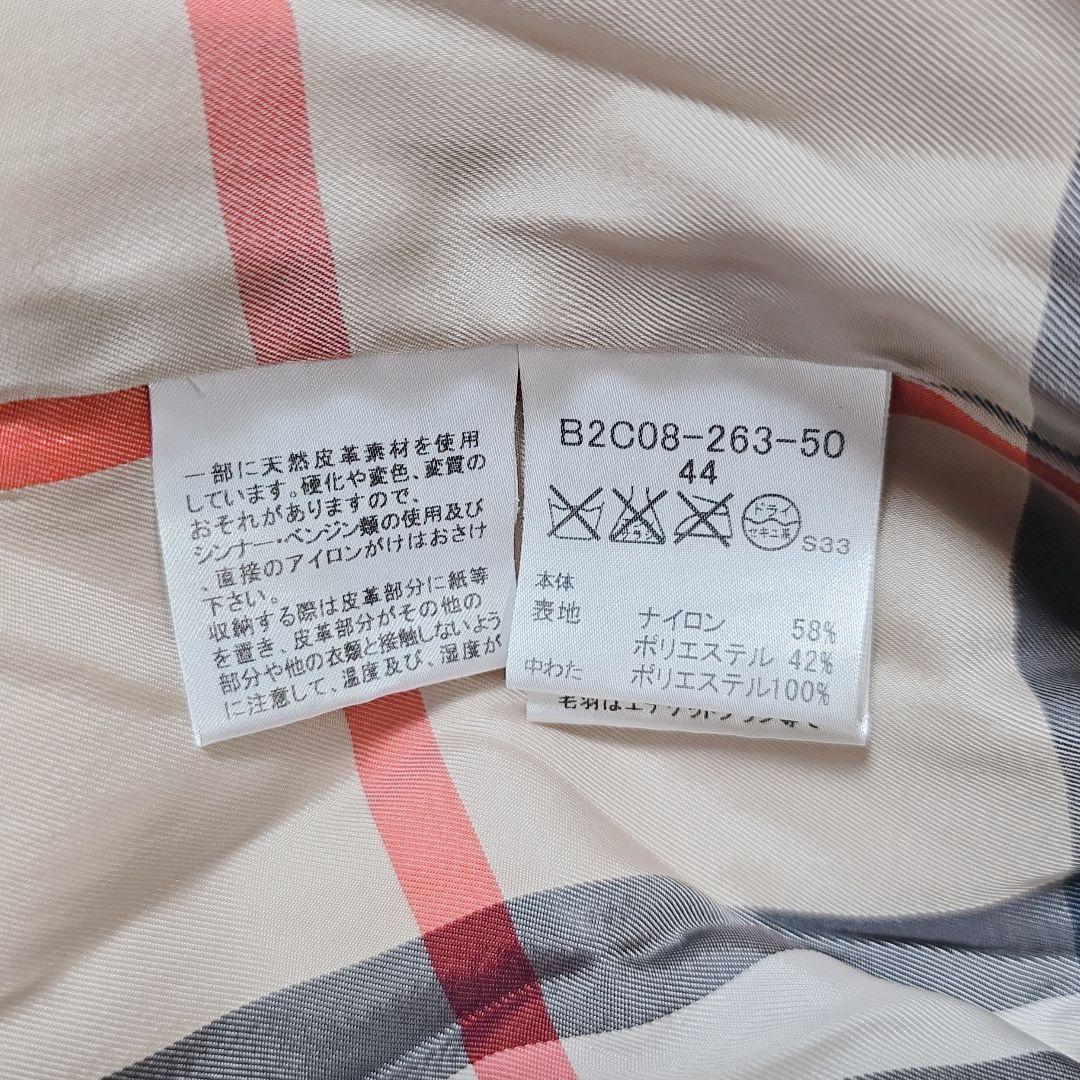 一部に天然皮革素材を使用
しています。硬化や変色、変質の
おそれがありますので、
シンナー・ベンジン類の使用及び
、直接のアイロンがけはおさけ
下さい。
収納する際は皮革部分に紙等
を置き、皮革部分がその他の
部分や他の衣類と接触しないよう
に注意して、温度及び、湿度が
B2C08-263-50
44
ドライ
セキユ系
S33
本体
表地 ナイロン 58%
ポリエステル 42%
中わた ポリエステル100%